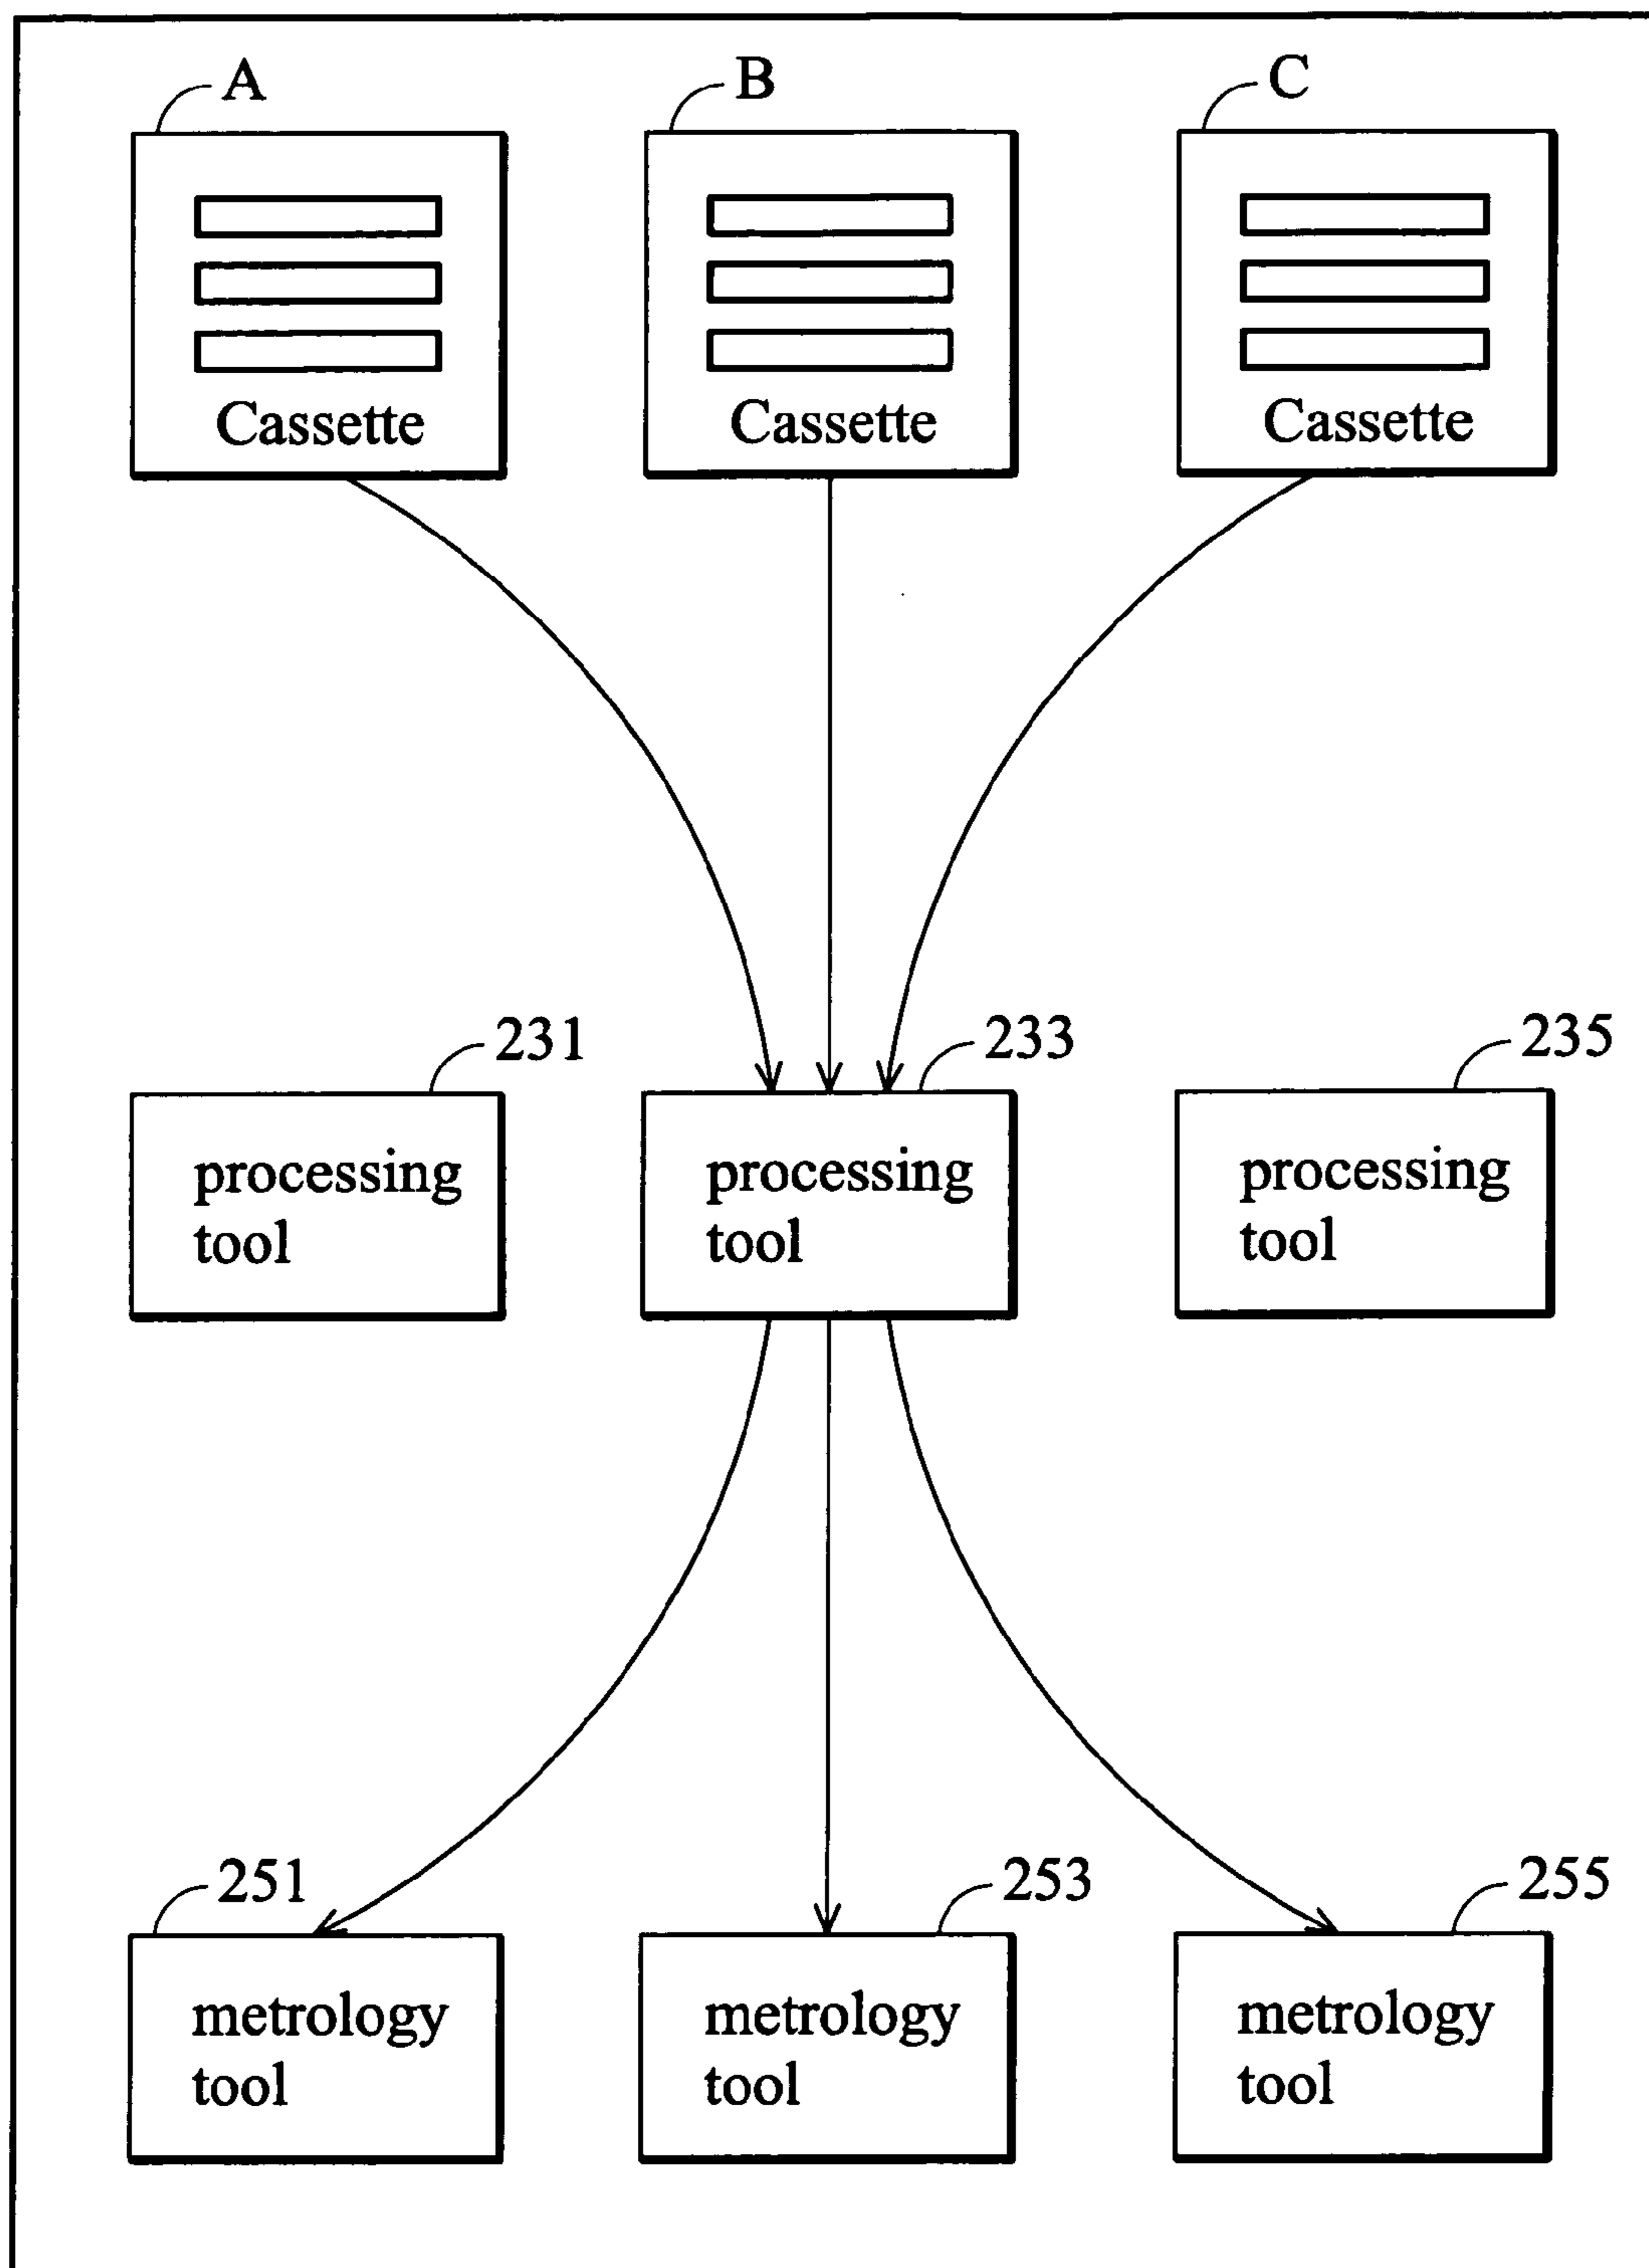 A
B
C
Cassette
Cassette
Cassette
231
233
235
processing
tool
processing
tool
processing
tool
251
253
255
metrology
tool
metrology
tool
metrology
tool